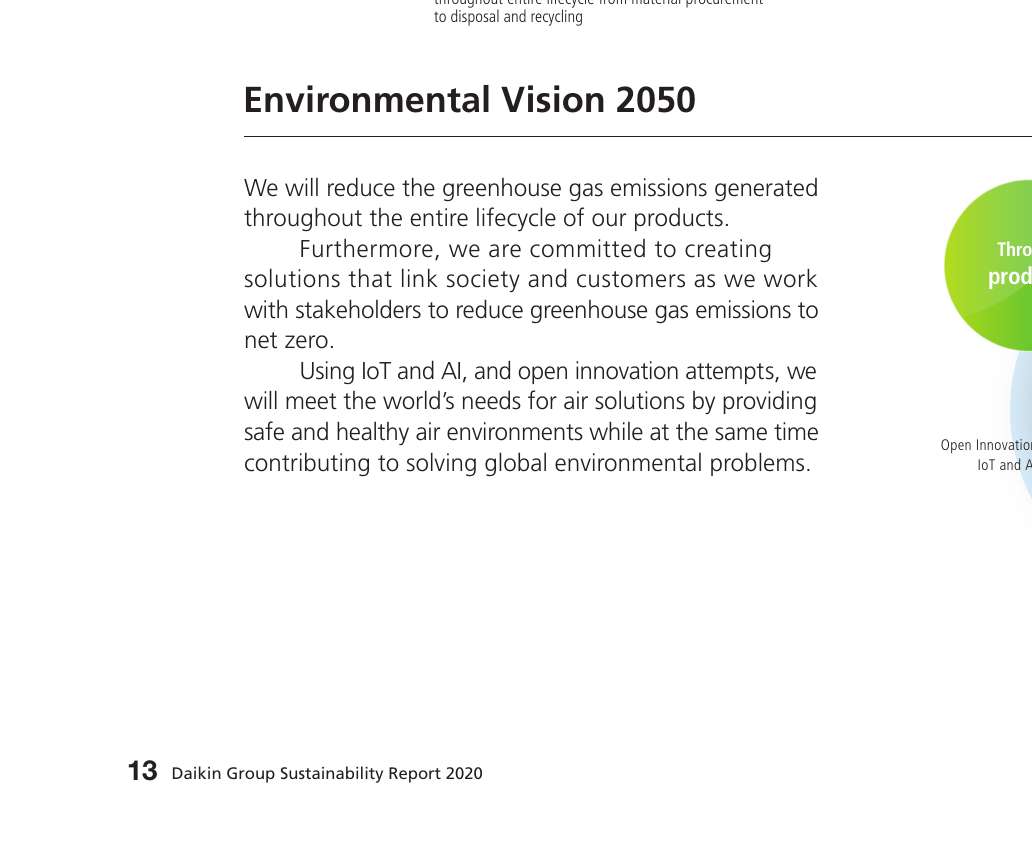 throughout entire lifecycle from material procurement
to disposal and recycling
Environmental Vision 2050
We will reduce the greenhouse gas emissions generated
throughout the entire lifecycle of our products.
Furthermore, we are committed to creating
solutions that link society and customers as we work
with stakeholders to reduce greenhouse gas emissions to
net zero.
Using IoT and AI, and open innovation attempts, we
will meet the world’s needs for air solutions by providing
safe and healthy air environments while at the same time
contributing to solving global environmental problems.
Open
IoT and
13 Daikin Group Sustainability Report 2020